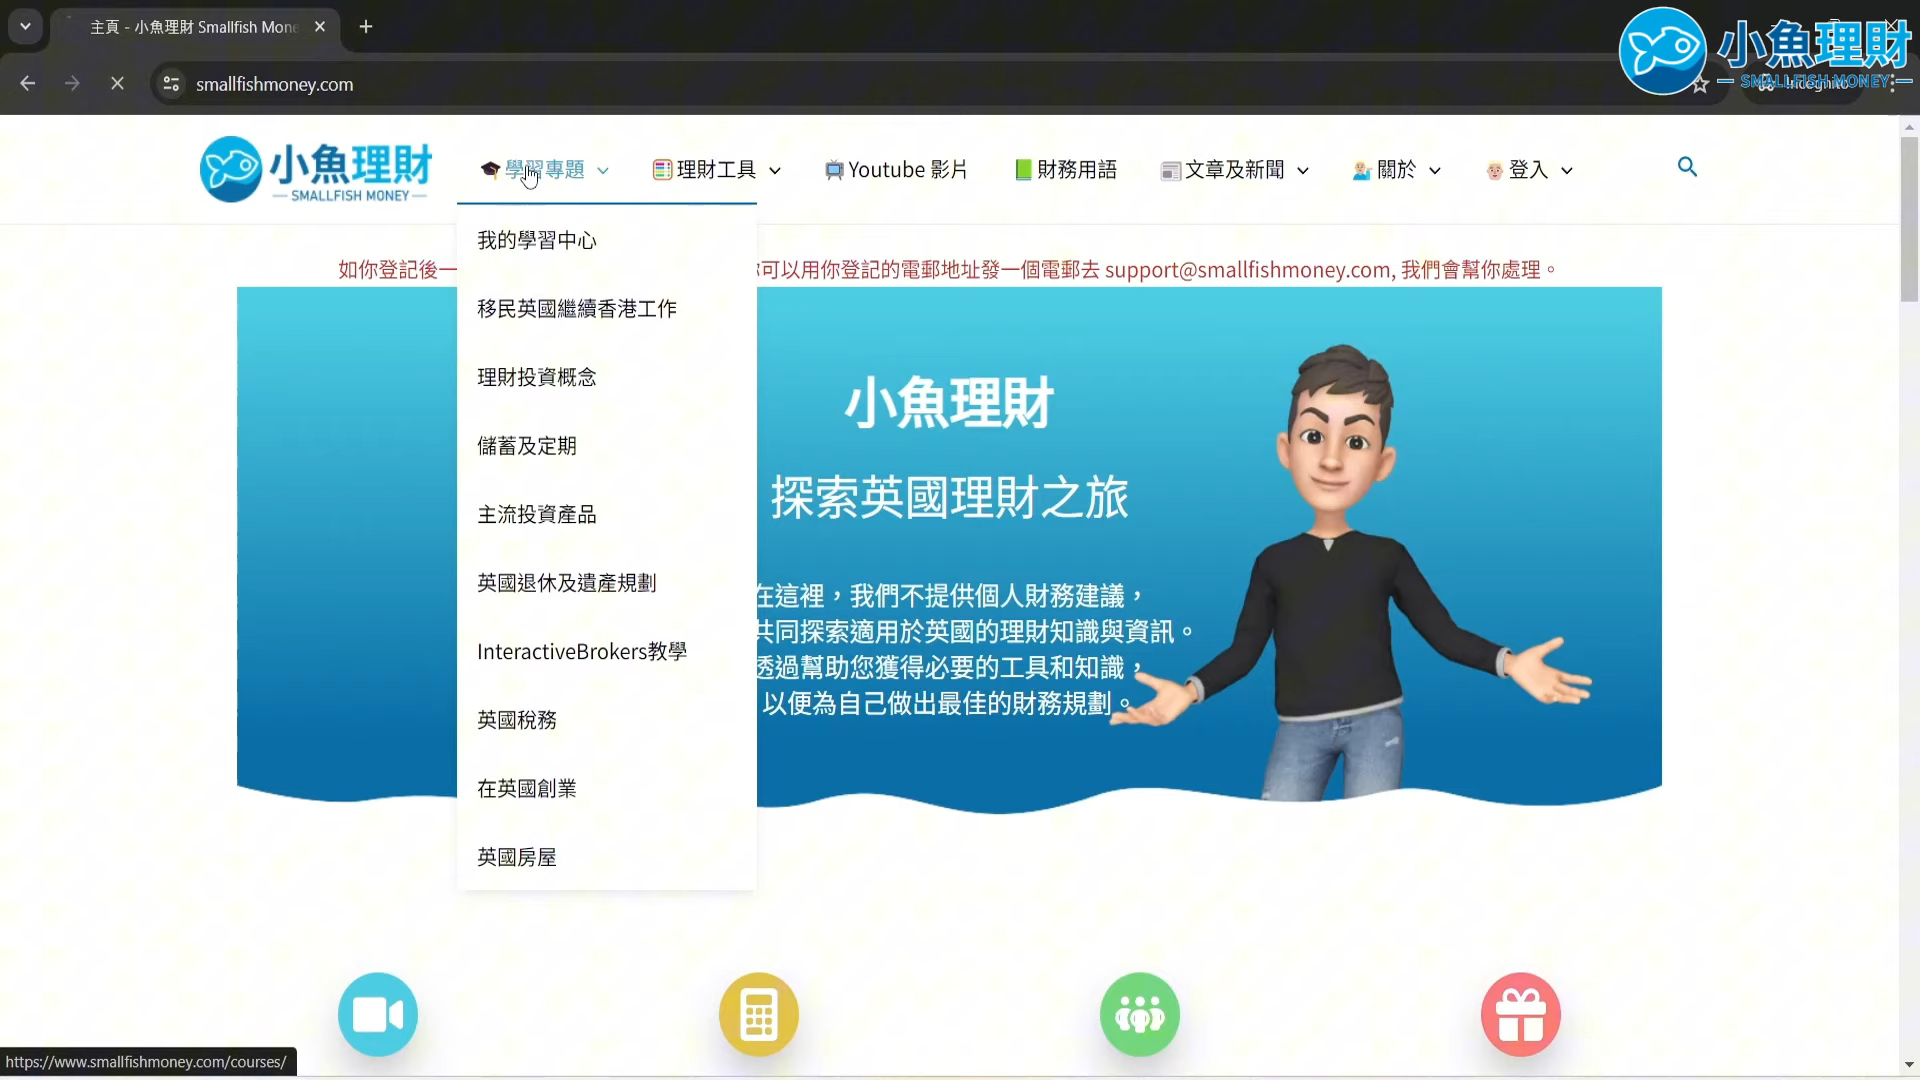 主頁 - 小魚理財 Smallfish Mone
smallfishmoney.com
小魚理財
SMALLFISH MONEY
小魚理財
SMALLFISH MONEY
學習專題
理財工具
Youtube 影片
財務用語
文章及新聞
關於
登入
我的學習中心
移民英國繼續香港工作
理財投資概念
儲蓄及定期
主流投資產品
英國退休及遺產規劃
InteractiveBrokers教學
英國稅務
在英國創業
英國房屋
如你登記後一
可以用你登記的電郵地址發一個電郵去 support@smallfishmoney.com, 我們會幫你處理。
小魚理財
探索英國理財之旅
在這裡，我們不提供個人財務建議，
共同探索適用於英國的理財知識與資訊。
透過幫助您獲得必要的工具和知識，
以便為自己做出最佳的財務規劃。
https://www.smallfishmoney.com/courses/